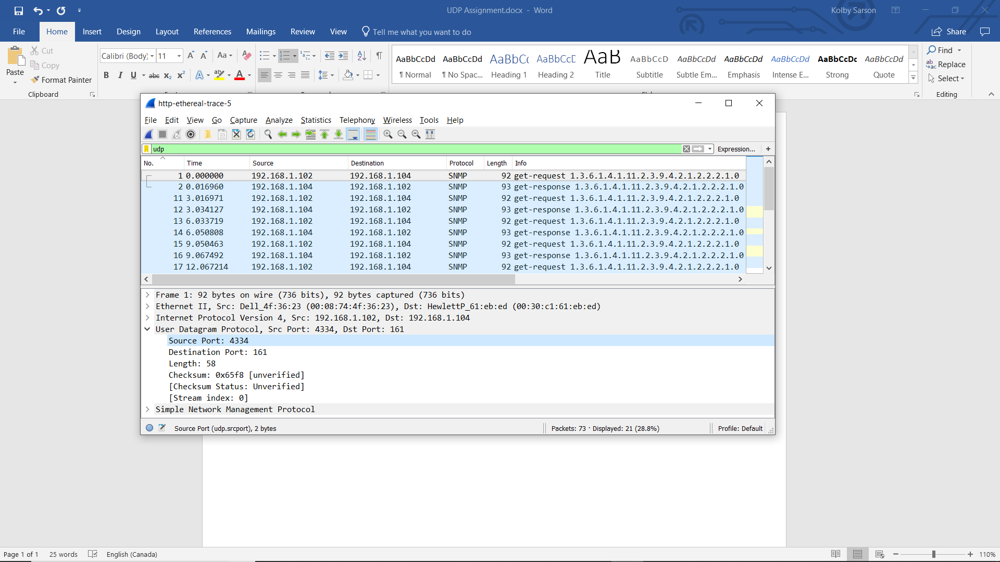 UDP Assignment.docx - Word
Kolby Sarson
File Home Insert Design Layout References Mailings Review View Tell me what you want to do
Share
Paste
Cut
Copy
Format Painter
Clipboard
Calibri (Body) 11
Aa
B I U abc X₂ X²
AaBbCcDd AaBbCcDd AaBbC AaBbCcD AaB AaBbCcD AaBbCcDd AaBbCcDd AaBbCcDd AaBbCcDc AaBbCcDd
¶ Normal ¶ No Spac... Heading 1 Heading 2 Title Subtitle Subtle Em... Emphasis Intense E... Strong Quote
Find
Replace
Select
Editing
http-ethereal-trace-5
File Edit View Go Capture Analyze Statistics Telephony Wireless Tools Help
udp
Expression... +
No. Time Source Destination Protocol Length Info
1 0.000000 192.168.1.102 192.168.1.104 SNMP 92 get-request 1.3.6.1.4.1.11.2.3.9.4.2.1.2.2.2.1.0
2 0.016960 192.168.1.104 192.168.1.102 SNMP 93 get-response 1.3.6.1.4.1.11.2.3.9.4.2.1.2.2.2.1.0
11 3.016971 192.168.1.102 192.168.1.104 SNMP 92 get-request 1.3.6.1.4.1.11.2.3.9.4.2.1.2.2.2.1.0
12 3.034127 192.168.1.104 192.168.1.102 SNMP 93 get-response 1.3.6.1.4.1.11.2.3.9.4.2.1.2.2.2.1.0
13 6.033719 192.168.1.102 192.168.1.104 SNMP 92 get-request 1.3.6.1.4.1.11.2.3.9.4.2.1.2.2.2.1.0
14 6.050808 192.168.1.104 192.168.1.102 SNMP 93 get-response 1.3.6.1.4.1.11.2.3.9.4.2.1.2.2.2.1.0
15 9.050463 192.168.1.102 192.168.1.104 SNMP 92 get-request 1.3.6.1.4.1.11.2.3.9.4.2.1.2.2.2.1.0
16 9.067492 192.168.1.104 192.168.1.102 SNMP 93 get-response 1.3.6.1.4.1.11.2.3.9.4.2.1.2.2.2.1.0
17 12.067214 192.168.1.102 192.168.1.104 SNMP 92 get-request 1.3.6.1.4.1.11.2.3.9.4.2.1.2.2.2.1.0
Frame 1: 92 bytes on wire (736 bits), 92 bytes captured (736 bits)
Ethernet II, Src: Dell_4f:36:23 (00:08:74:4f:36:23), Dst: HewlettP_61:eb:ed (00:30:c1:61:eb:ed)
Internet Protocol Version 4, Src: 192.168.1.102, Dst: 192.168.1.104
User Datagram Protocol, Src Port: 4334, Dst Port: 161
Source Port: 4334
Destination Port: 161
Length: 58
Checksum: 0x65f8 [unverified]
[Checksum Status: Unverified]
[Stream index: 0]
Simple Network Management Protocol
Source Port (udp.srcport), 2 bytes
Packets: 73 · Displayed: 21 (28.8%)
Profile: Default
Page 1 of 1 25 words English (Canada)
110%